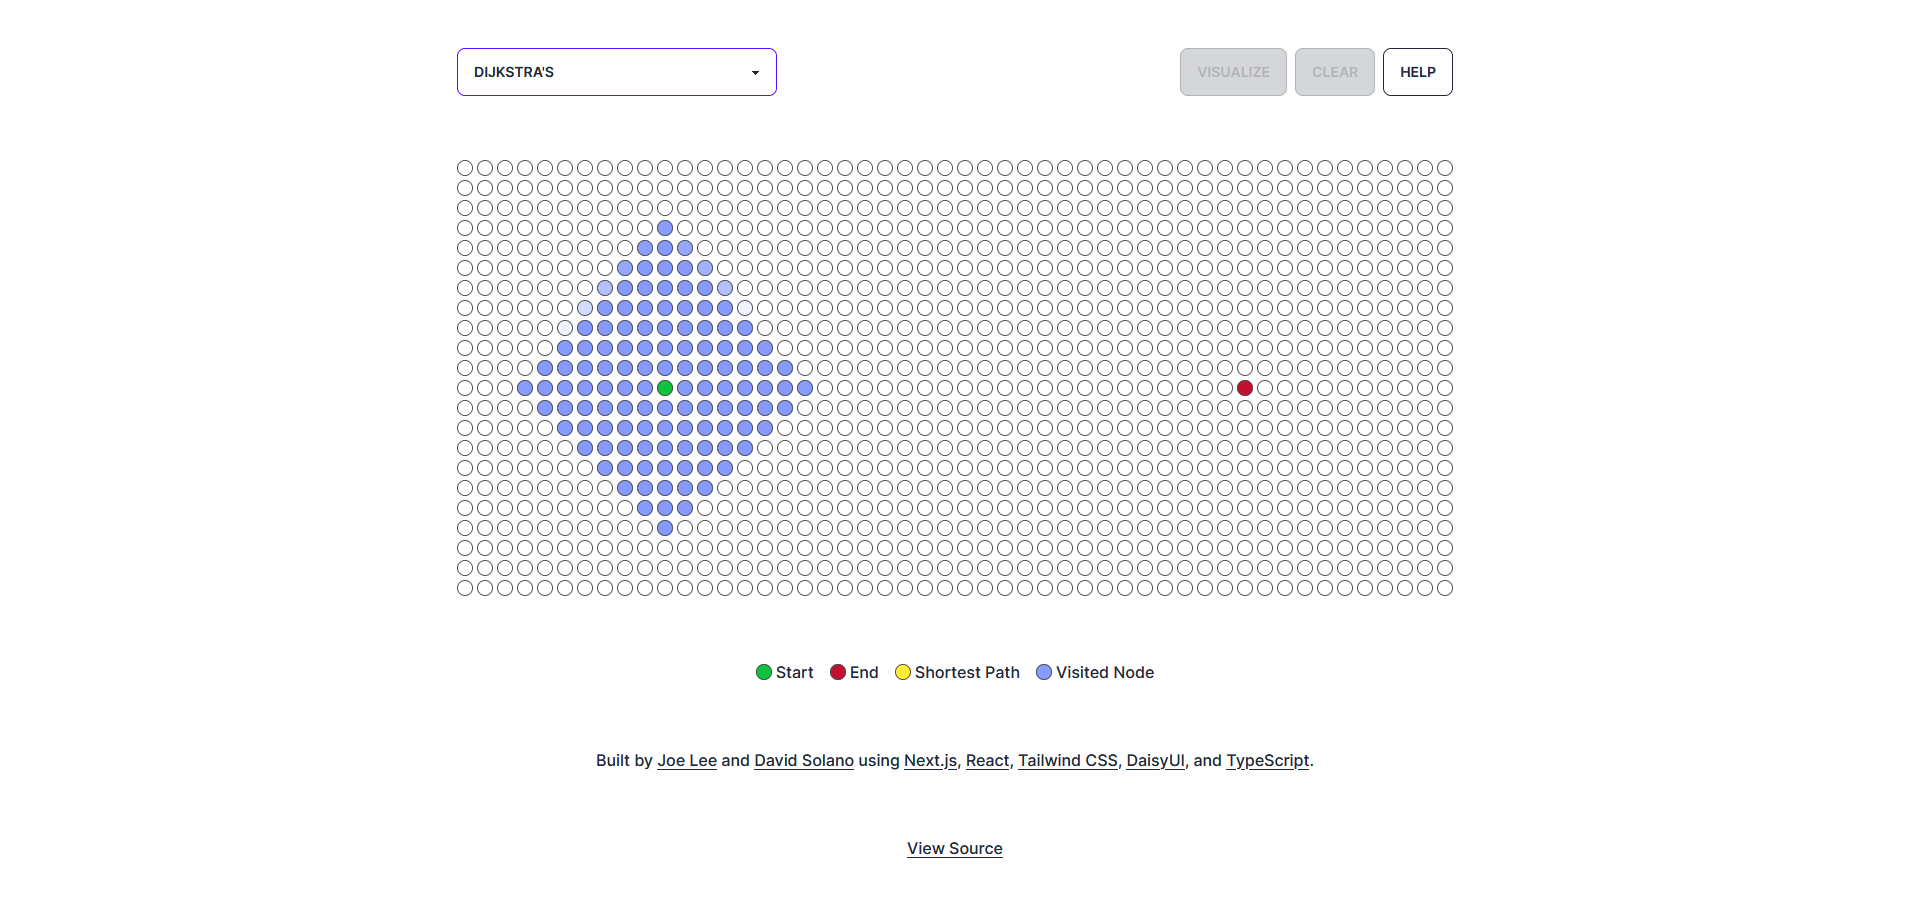 DIJKSTRA'S
VISUALIZE
CLEAR
HELP
Start End Shortest Path Visited Node
Built by Joe Lee and David Solano using Next.js, React, Tailwind CSS, DaisyUI, and TypeScript.
View Source